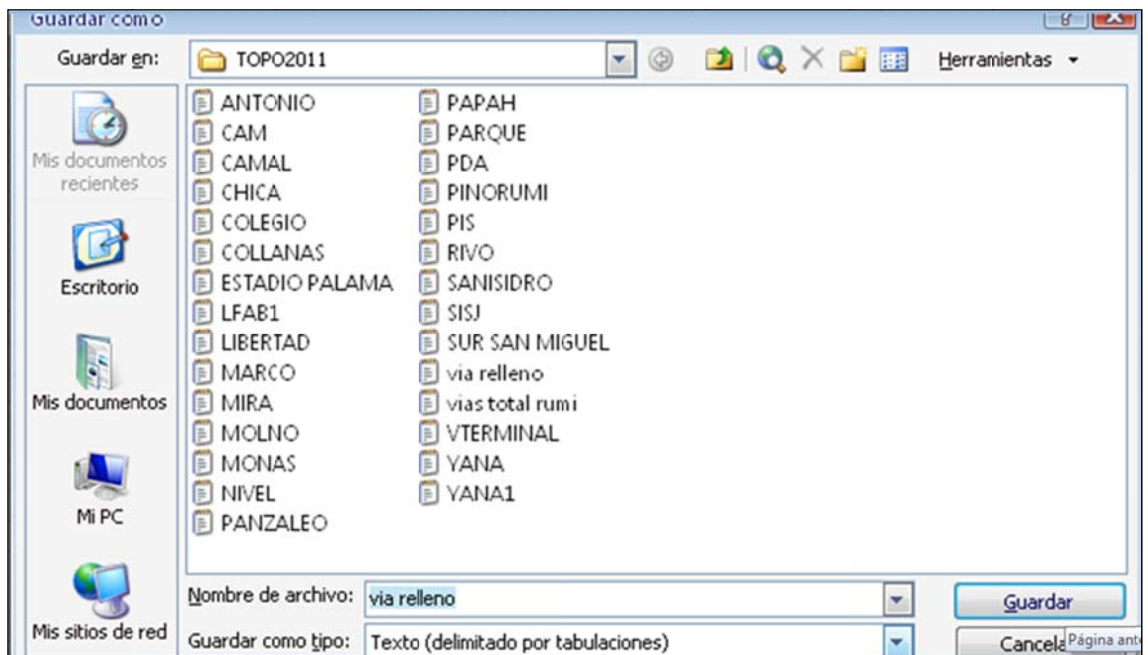 Guardar como
Guardar en: TOPO2011 Herramientas
Mis documentos
recientes
Escritorio
Mis documentos
Mi PC
Mis sitios de red
ANTONIO
CAM
CAMAL
CHICA
COLEGIO
COLLANAS
ESTADIO PALAMA
LFAB1
LIBERTAD
MARCO
MIRA
MOLNO
MONAS
NIVEL
PANZALEO
PAPAH
PARQUE
PDA
PINORUMI
PIS
RIVO
SANISIDRO
SISJ
SUR SAN MIGUEL
via relleno
vias total rumi
VTERMINAL
YANA
YANA1
Nombre de archivo: via relleno Guardar
Guardar como tipo: Texto (delimitado por tabulaciones) Cancela
Página ant